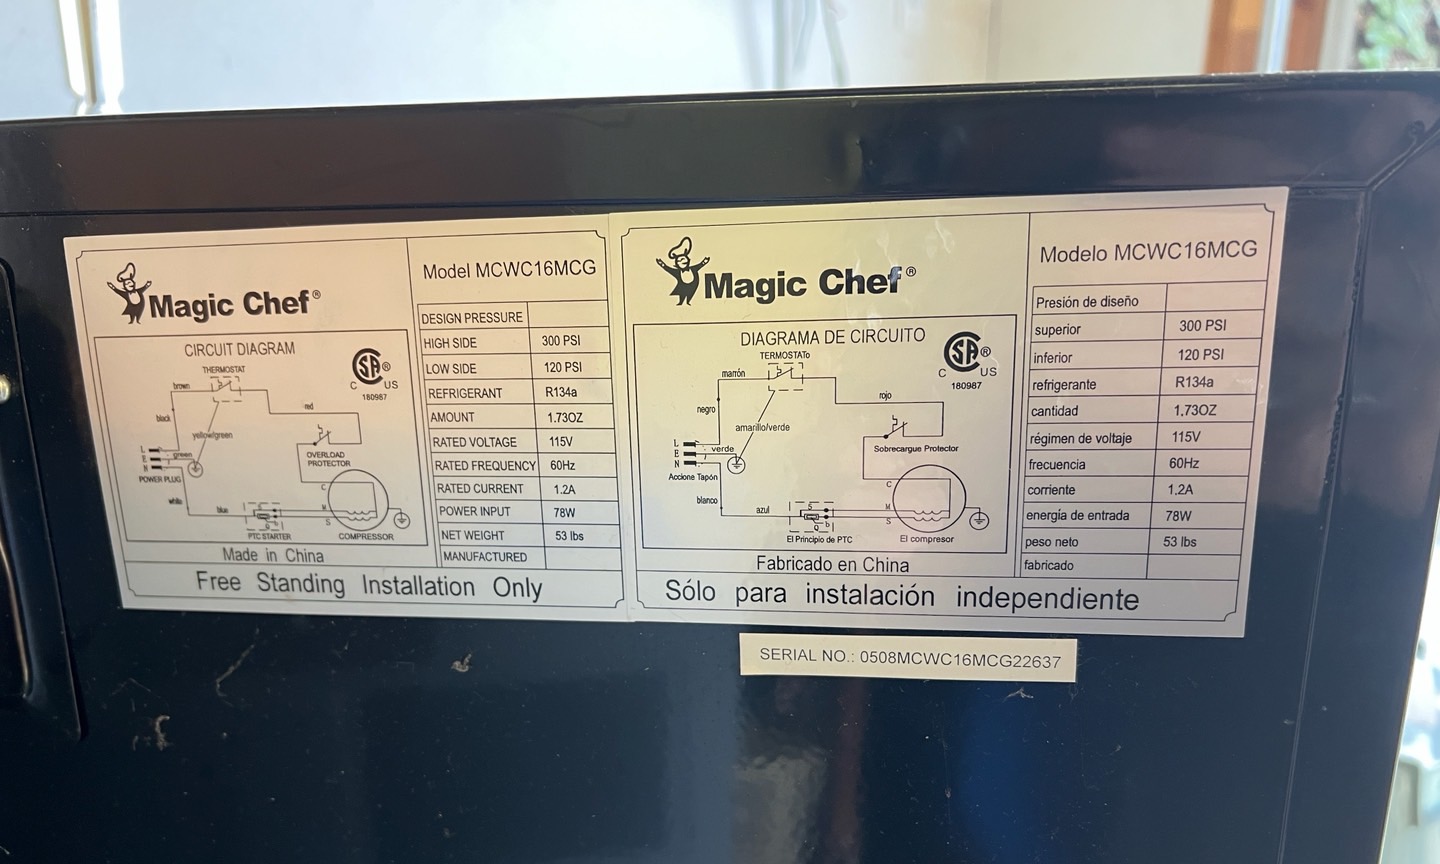 Magic Chef®
Model MCWC16MCG
CIRCUIT DIAGRAM
THERMOSTAT
SA®
C US
180987
brown
red
black
yellow/green
L
E green
N
POWER PLUG
OVERLOAD
PROTECTOR
white
blue
C
M
S
PTC STARTER
COMPRESSOR
Made in China
DESIGN PRESSURE
HIGH SIDE 300 PSI
LOW SIDE 120 PSI
REFRIGERANT R134a
AMOUNT 1.73OZ
RATED VOLTAGE 115V
RATED FREQUENCY 60Hz
RATED CURRENT 1.2A
POWER INPUT 78W
NET WEIGHT 53 lbs
MANUFACTURED
Free Standing Installation Only
Magic Chef®
Modelo MCWC16MCG
DIAGRAMA DE CIRCUITO
TERMOSTATo
SA®
C US
180987
marrón
rojo
negro
amarillo/verde
L
E verde
N
Accione Tapón
Sobrecargue Protector
blanco
azul
C
M
S
El Principio de PTC
El compresor
Fabricado en China
Presión de diseño
superior 300 PSI
inferior 120 PSI
refrigerante R134a
cantidad 1.73OZ
régimen de voltaje 115V
frecuencia 60Hz
corriente 1.2A
energía de entrada 78W
peso neto 53 lbs
fabricado
Sólo para instalación independiente
SERIAL NO.: 0508MCWC16MCG22637